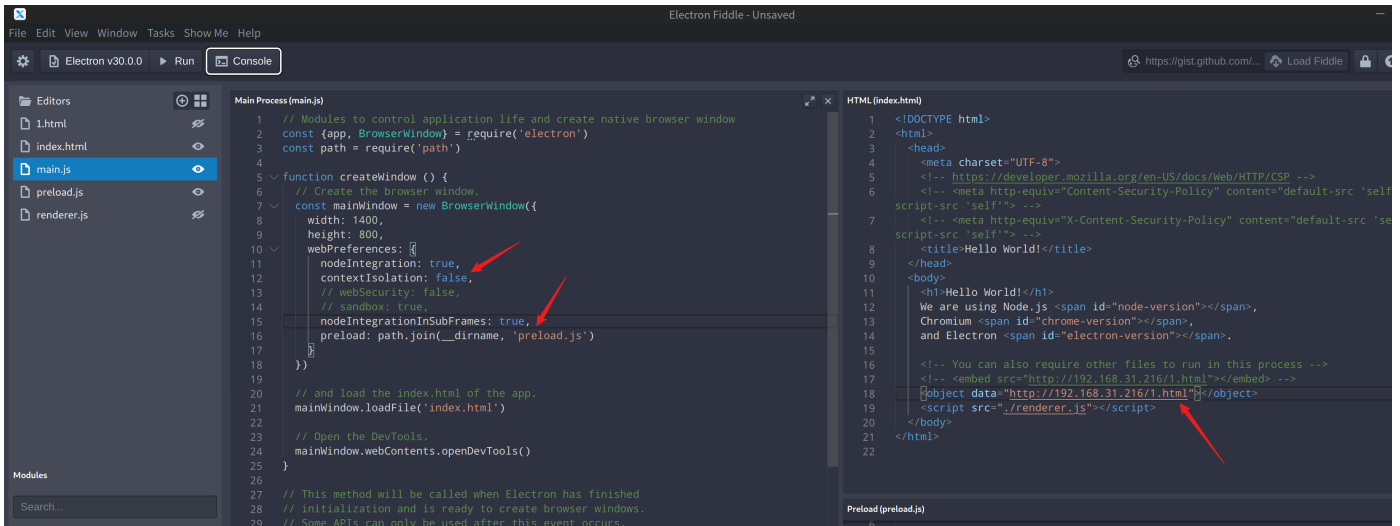 Electron Fiddle - Unsaved
File Edit View Window Tasks Show Me Help
Electron v30.0.0 Run Console https://gist.github.com/... Load Fiddle
Editors
1.html
index.html
main.js
preload.js
renderer.js
Modules
Search...
Main Process (main.js)
1 // Modules to control application life and create native browser window
2 const {app, BrowserWindow} = require('electron')
3 const path = require('path')
4
5 function createWindow () {
6 // Create the browser window.
7 const mainWindow = new BrowserWindow({
8 width: 1400,
9 height: 800,
10 webPreferences: {
11 nodeIntegration: true,
12 contextIsolation: false,
13 // webSecurity: false,
14 // sandbox: true,
15 nodeIntegrationInSubFrames: true,
16 preload: path.join(__dirname, 'preload.js')
17 }
18 })
19
20 // and load the index.html of the app.
21 mainWindow.loadFile('index.html')
22
23 // Open the DevTools.
24 mainWindow.webContents.openDevTools()
25 }
26
27 // This method will be called when Electron has finished
28 // initialization and is ready to create browser windows.
29 // Some APIs can only be used after this event occurs.
HTML (index.html)
1 <!DOCTYPE html>
2 <html>
3 <head>
4 <meta charset="UTF-8">
5 <!-- https://developer.mozilla.org/en-US/docs/Web/HTTP/CSP -->
6 <!-- <meta http-equiv="Content-Security-Policy" content="default-src 'self
script-src 'self'"> -->
7 <!-- <meta http-equiv="X-Content-Security-Policy" content="default-src 'se
script-src 'self'"> -->
8 <title>Hello World!</title>
9 </head>
10 <body>
11 <h1>Hello World!</h1>
12 We are using Node.js <span id="node-version"></span>,
13 Chromium <span id="chrome-version"></span>,
14 and Electron <span id="electron-version"></span>.
15
16 <!-- You can also require other files to run in this process -->
17 <!-- <embed src="http://192.168.31.216/1.html"></embed> -->
18 <object data="http://192.168.31.216/1.html"></object>
19 <script src="./renderer.js"></script>
20 </body>
21 </html>
22
Preload (preload.js)